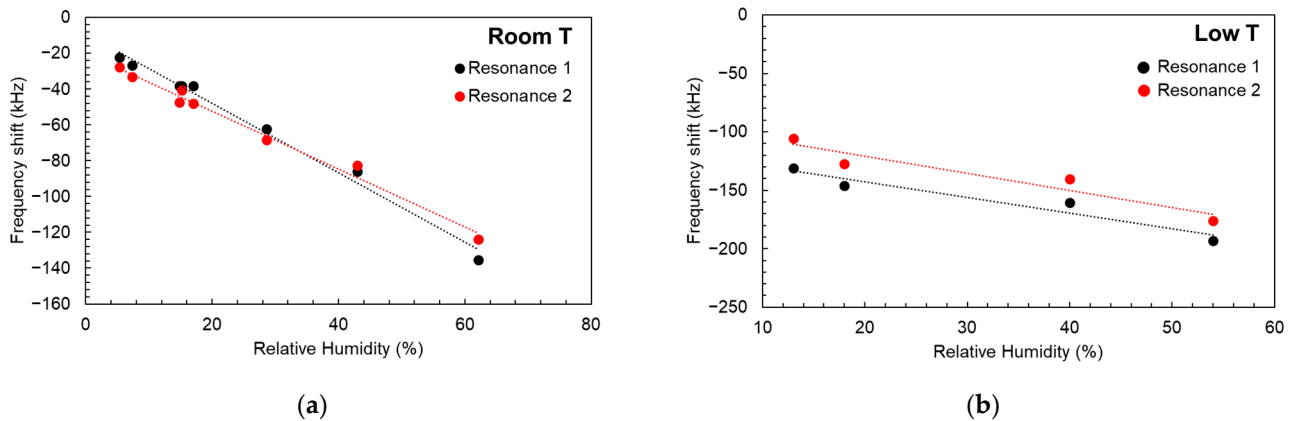 Room T
Resonance 1
Resonance 2
0
−20
−40
−60
−80
−100
−120
−140
−160
Frequency shift (kHz)
0
20
40
60
80
Relative Humidity (%)
(a)
Low T
Resonance 1
Resonance 2
0
−50
−100
−150
−200
−250
Frequency shift (kHz)
10
20
30
40
50
60
Relative Humidity (%)
(b)